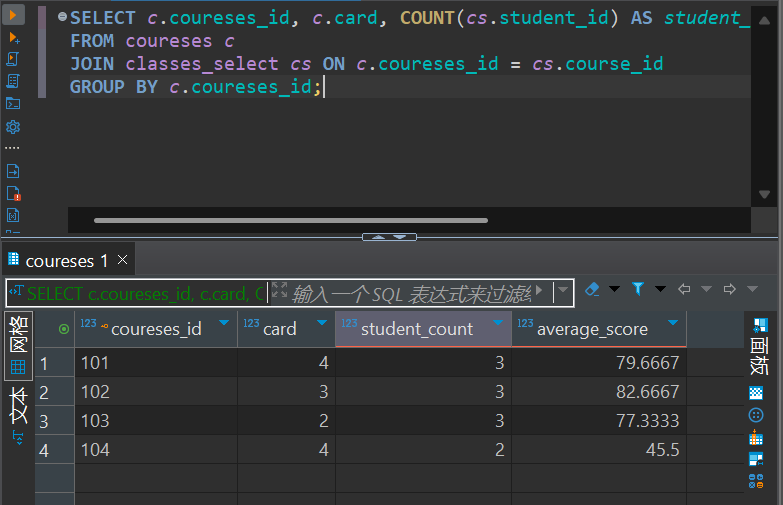 SELECT c.coureses_id, c.card, COUNT(cs.student_id) AS student_
FROM coureses c
JOIN classes_select cs ON c.coureses_id = cs.course_id
GROUP BY c.coureses_id;
coureses 1
SELECT c.coureses_id, c.card, C 输入一个 SQL 表达式来过滤结
网格
文本
面板
123 coureses_id 123 card 123 student_count 123 average_score
1 101 4 3 79.6667
2 102 3 3 82.6667
3 103 2 3 77.3333
4 104 4 2 45.5